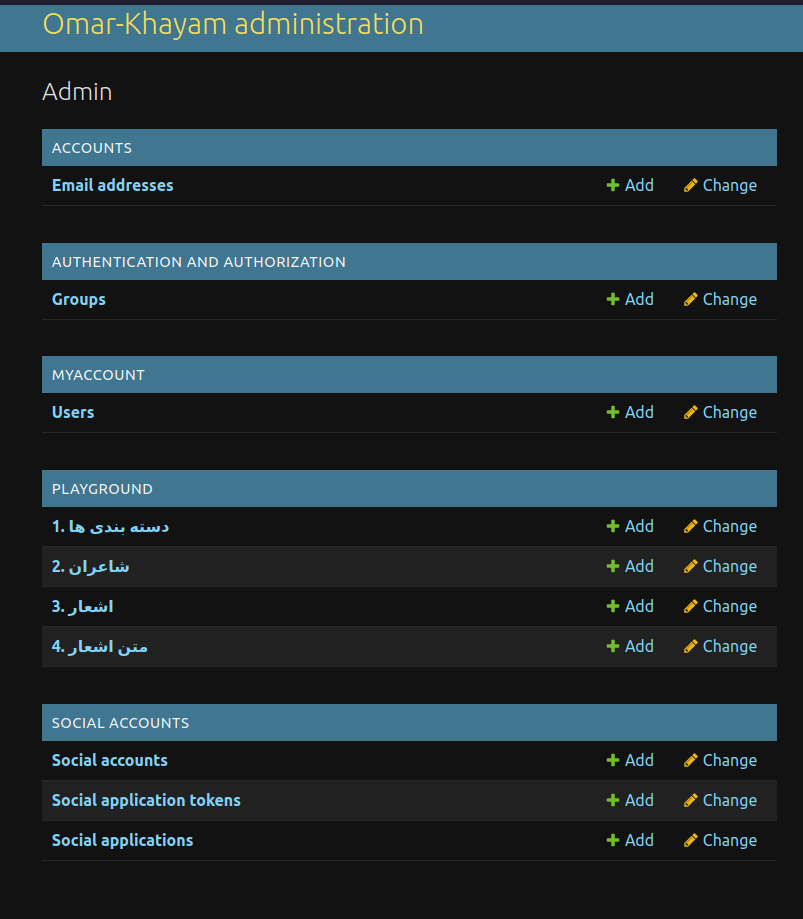 Omar-Khayam administration
Admin
ACCOUNTS
Email addresses Add Change
AUTHENTICATION AND AUTHORIZATION
Groups Add Change
MYACCOUNT
Users Add Change
PLAYGROUND
1. دسته بندی ها Add Change
2. شاعران Add Change
3. اشعار Add Change
4. متن اشعار Add Change
SOCIAL ACCOUNTS
Social accounts Add Change
Social application tokens Add Change
Social applications Add Change